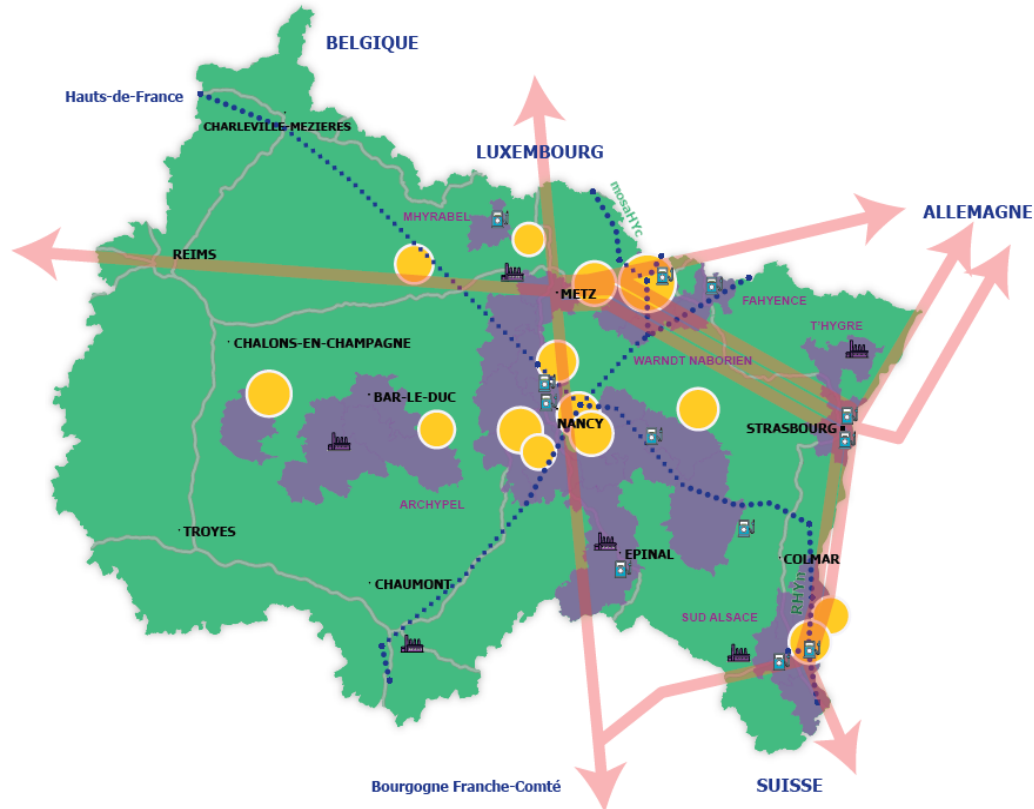 BELGIQUE
Hauts-de-France
CHARLEVILLE-MEZIERES
LUXEMBOURG
mosaHYc
MHYRABEL
ALLEMAGNE
REIMS
METZ
FAHYENCE
T'HYGRE
CHALONS-EN-CHAMPAGNE
WARNDT NABORIEN
BAR-LE-DUC
NANCY
STRASBOURG
ARCHYPEL
TROYES
EPINAL
COLMAR
CHAUMONT
RHYn
SUD ALSACE
Bourgogne Franche-Comté
SUISSE